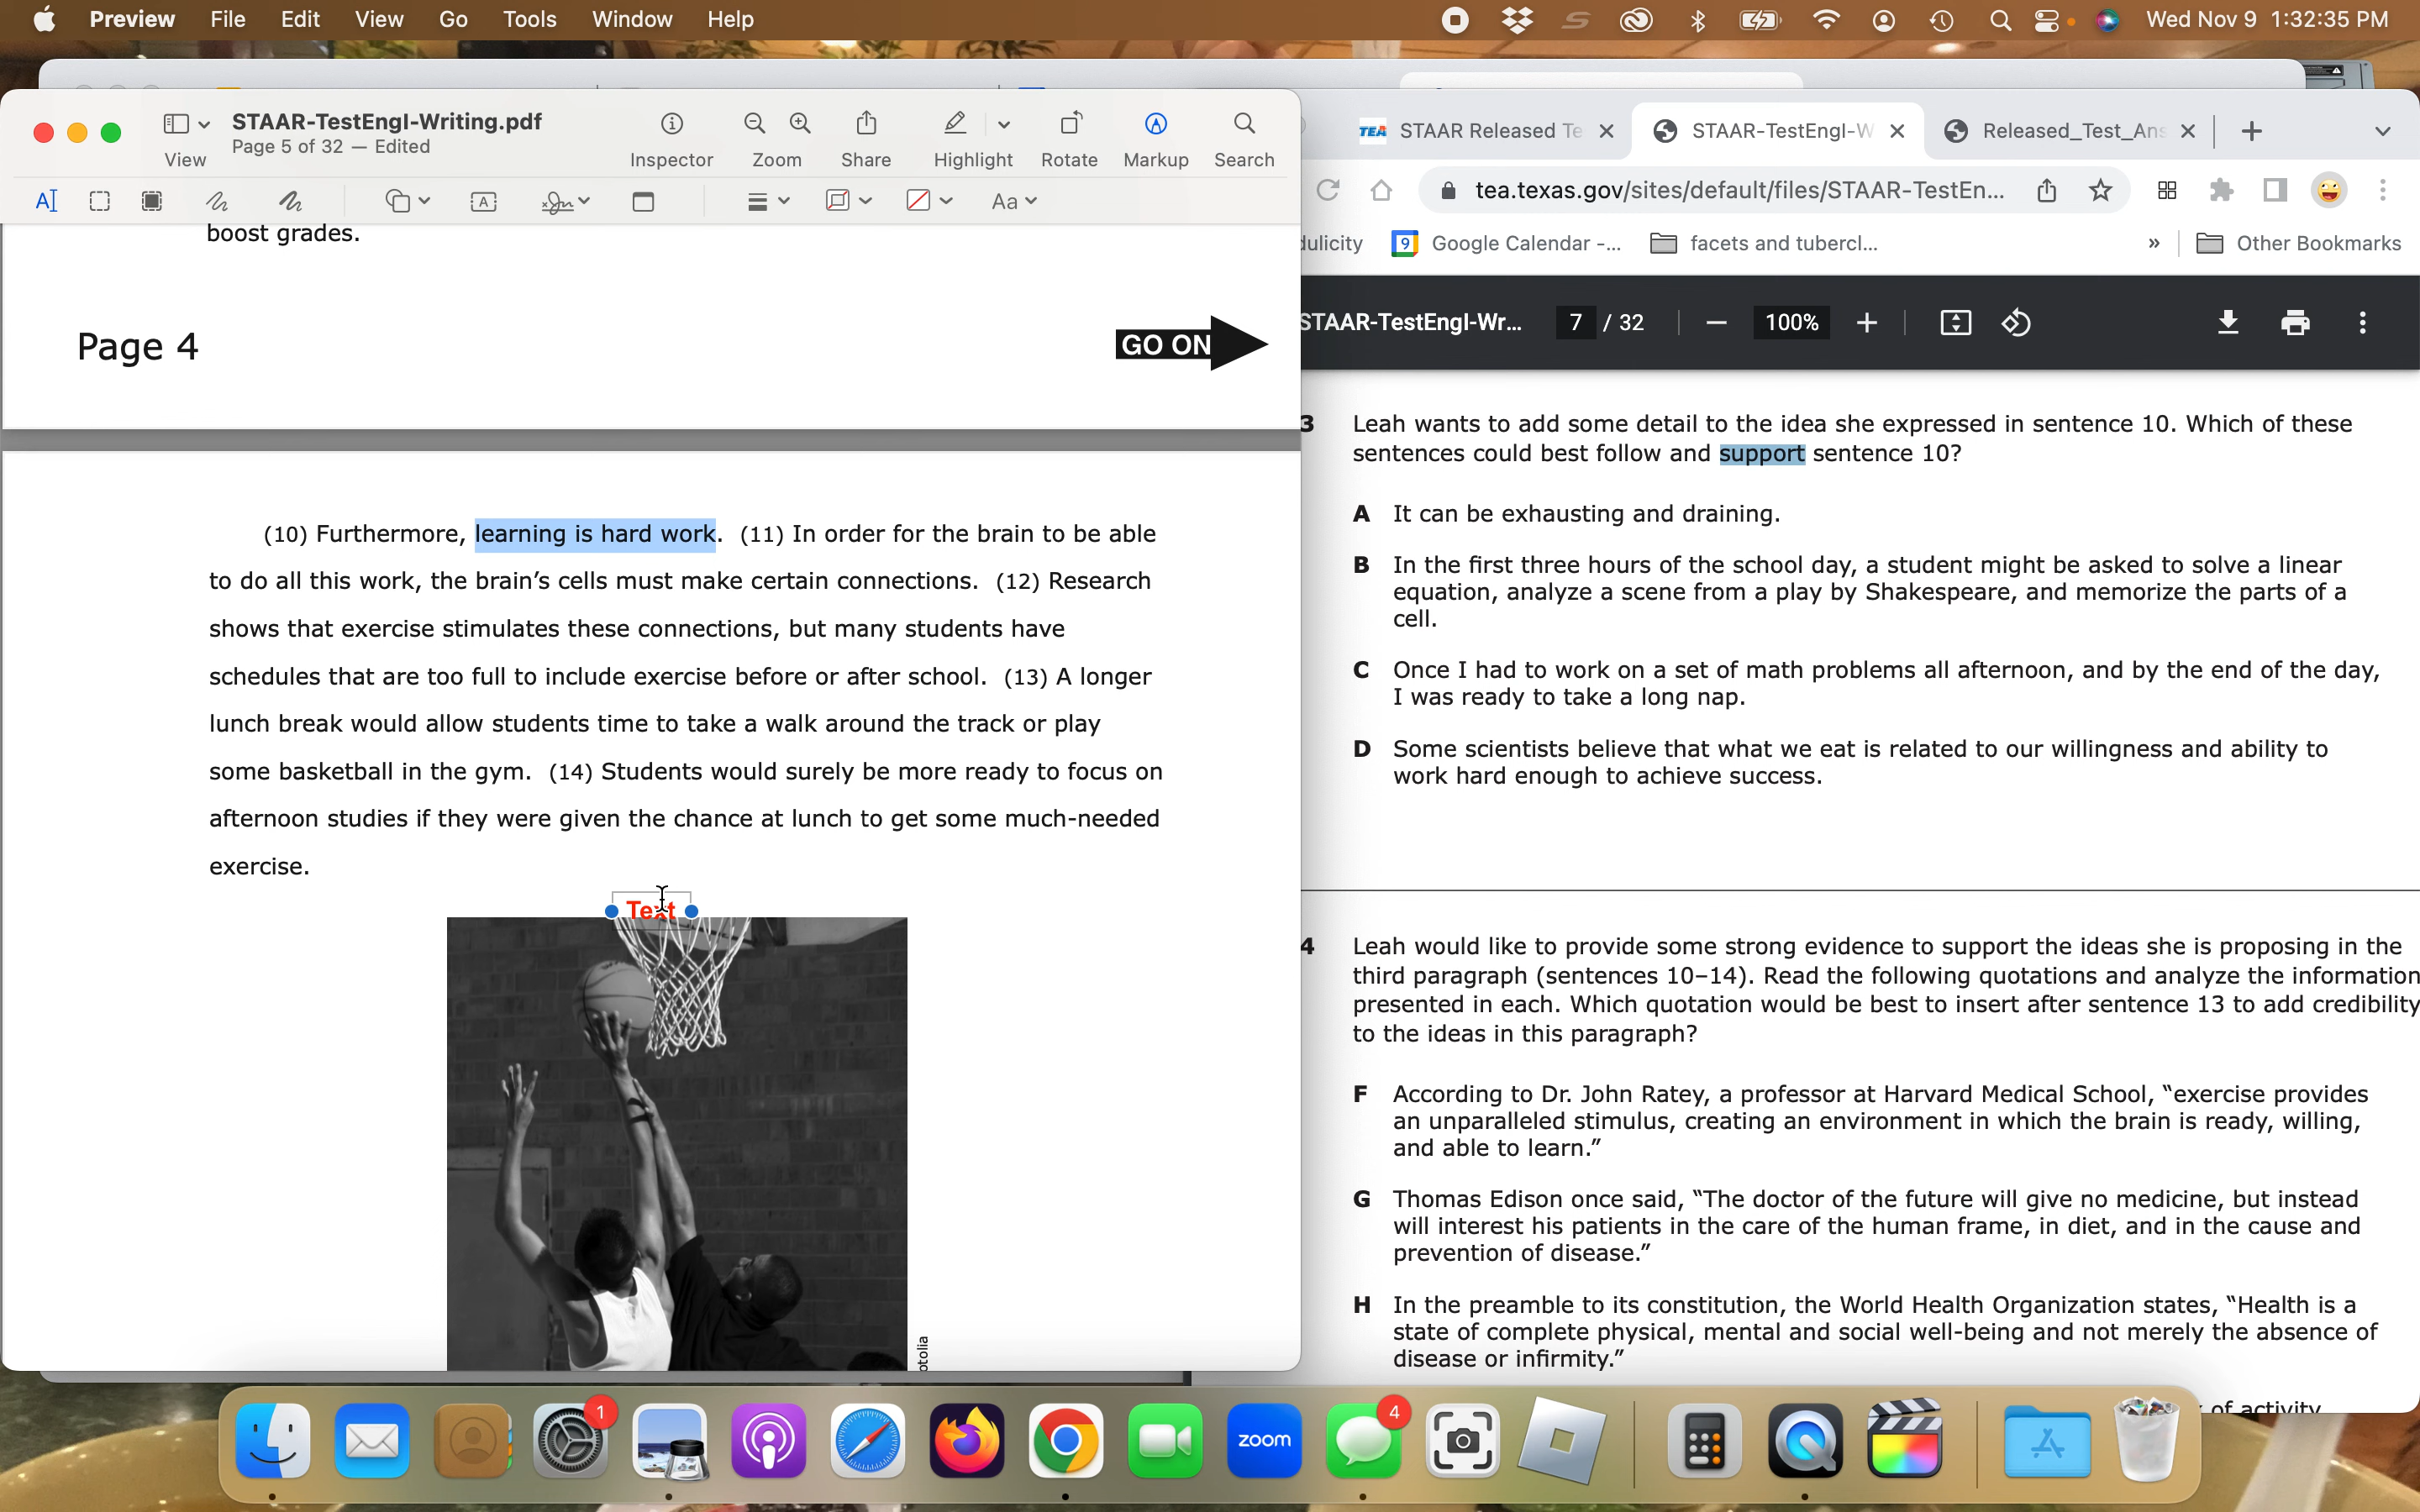 Preview File Edit View Go Tools Window Help
Wed Nov 9 1:32:35 PM
STAAR-TestEngI-Writing.pdf
Page 5 of 32 — Edited
View Inspector Zoom Share Highlight Rotate Markup Search
AI A Aa
boost grades.
Page 4
GO ON
(10) Furthermore, learning is hard work. (11) In order for the brain to be able
to do all this work, the brain’s cells must make certain connections. (12) Research
shows that exercise stimulates these connections, but many students have
schedules that are too full to include exercise before or after school. (13) A longer
lunch break would allow students time to take a walk around the track or play
some basketball in the gym. (14) Students would surely be more ready to focus on
afternoon studies if they were given the chance at lunch to get some much-needed
exercise.
Text
otolia
TEA STAAR Released Te
STAAR-TestEngI-W
Released_Test_Ans
tea.texas.gov/sites/default/files/STAAR-TestEn...
dulicity
9 Google Calendar -...
facets and tubercl...
»
Other Bookmarks
STAAR-TestEngI-Wr... 7 / 32 100%
3 Leah wants to add some detail to the idea she expressed in sentence 10. Which of these
sentences could best follow and support sentence 10?
A It can be exhausting and draining.
B In the first three hours of the school day, a student might be asked to solve a linear
equation, analyze a scene from a play by Shakespeare, and memorize the parts of a
cell.
C Once I had to work on a set of math problems all afternoon, and by the end of the day,
I was ready to take a long nap.
D Some scientists believe that what we eat is related to our willingness and ability to
work hard enough to achieve success.
4 Leah would like to provide some strong evidence to support the ideas she is proposing in the
third paragraph (sentences 10–14). Read the following quotations and analyze the information
presented in each. Which quotation would be best to insert after sentence 13 to add credibility
to the ideas in this paragraph?
F According to Dr. John Ratey, a professor at Harvard Medical School, “exercise provides
an unparalleled stimulus, creating an environment in which the brain is ready, willing,
and able to learn.”
G Thomas Edison once said, “The doctor of the future will give no medicine, but instead
will interest his patients in the care of the human frame, in diet, and in the cause and
prevention of disease.”
H In the preamble to its constitution, the World Health Organization states, “Health is a
state of complete physical, mental and social well-being and not merely the absence of
disease or infirmity.”
of activity
1
zoom
4